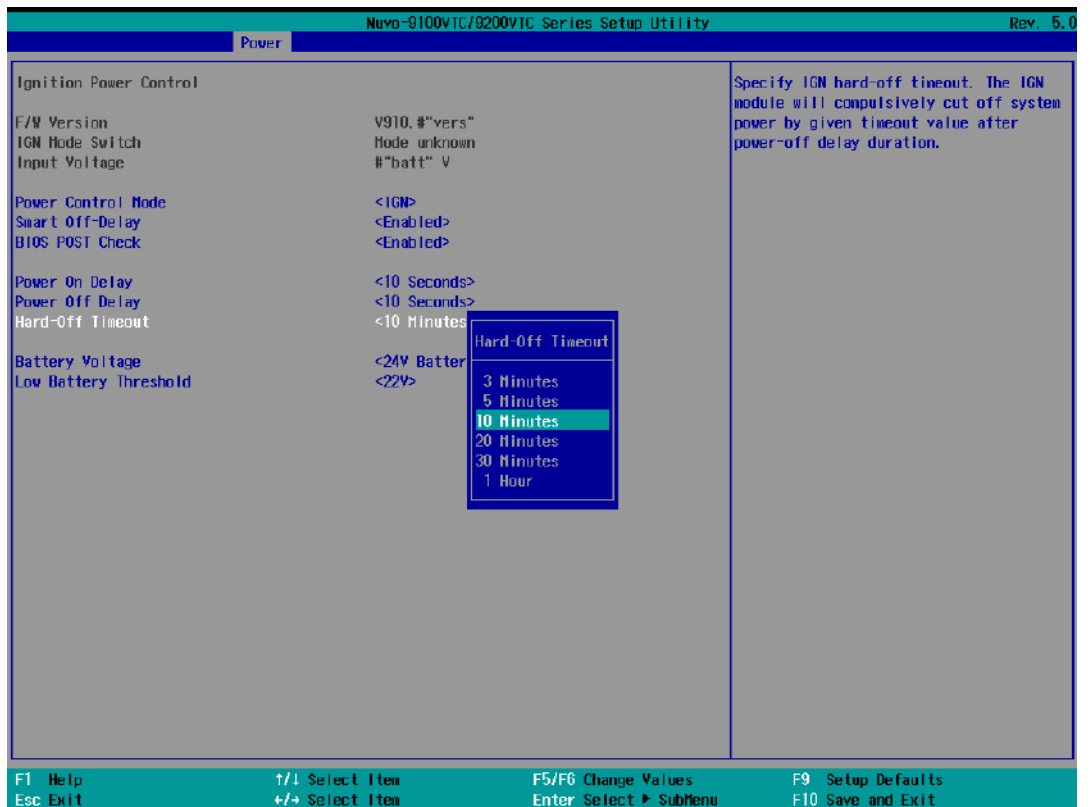 Nuvo-9100VTC/9200VTC Series Setup Utility Rev. 5.0
Power
Ignition Power Control
F/W Version V910.#"vers"
IGN Mode Switch Mode unknown
Input Voltage #"batt" V
Power Control Mode <IGN>
Smart Off-Delay <Enabled>
BIOS POST Check <Enabled>
Power On Delay <10 Seconds>
Power Off Delay <10 Seconds>
Hard-Off Timeout <10 Minutes
Battery Voltage <24V Batter
Low Battery Threshold <22V>
Hard-Off Timeout
3 Minutes
5 Minutes
10 Minutes
20 Minutes
30 Minutes
1 Hour
Specify IGN hard-off timeout. The IGN
module will compulsively cut off system
power by given timeout value after
power-off delay duration.
F1 Help ↑/↓ Select Item F5/F6 Change Values F9 Setup Defaults
Esc Exit ←/→ Select Item Enter Select ▶ SubMenu F10 Save and Exit